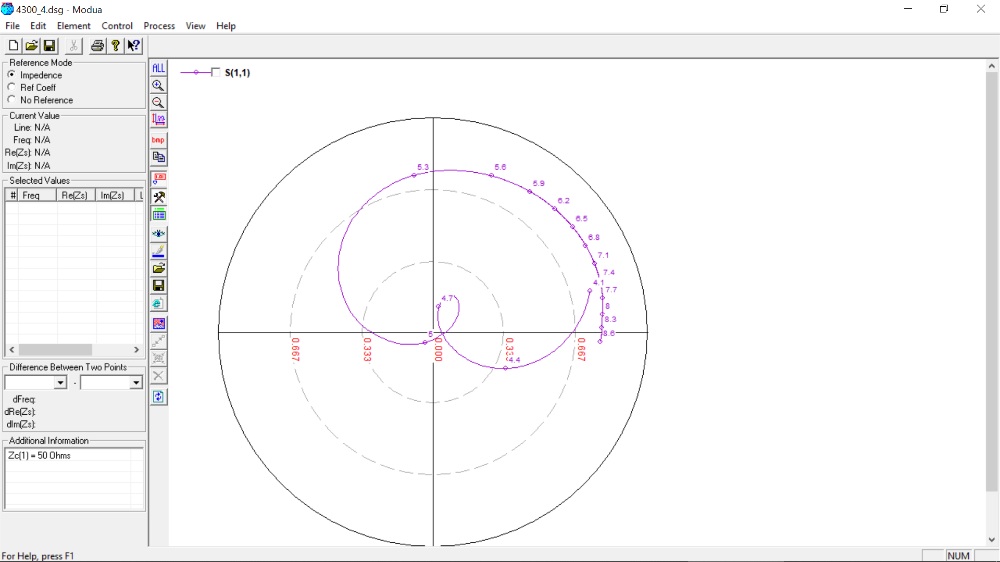 4300_4.dsg - Modua
File Edit Element Control Process View Help
Reference Mode
Impedence
Ref Coeff
No Reference
Current Value
Line: N/A
Freq: N/A
Re(Zs): N/A
Im(Zs): N/A
Selected Values
# Freq Re(Zs) Im(Zs) L
Difference Between Two Points
-
dFreq:
dRe(Zs):
dIm(Zs):
Additional Information
Zc(1) = 50 Ohms
ALL
bmp
1.01
S(1,1)
5.3
5.6
5.9
6.2
6.5
6.8
7.1
7.4
4.1
7.7
4.7
8
8.3
5
8.6
0.667
0.333
0.000
0.33
0.667
4.4
For Help, press F1
NUM